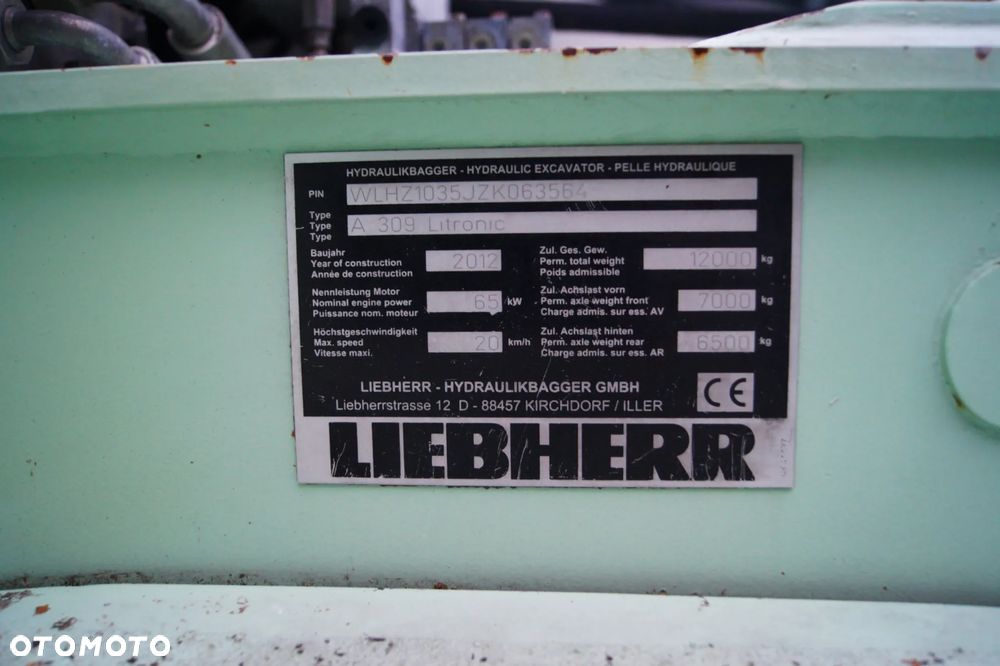 HYDRAULIKBAGGER - HYDRAULIC EXCAVATOR - PELLE HYDRAULIQUE
PIN WLHZ1035JZK063564
Type
Type A 309 Litronic
Type
Baujahr
Year of construction 2012
Année de construction
Zul. Ges. Gew.
Perm. total weight 12000 kg
Poids admissible
Nennleistung Motor
Nominal engine power 65 kW
Puissance nom. moteur
Zul. Achslast vorn
Perm. axle weight front 7000 kg
Charge admis. sur ess. AV
Höchstgeschwindigkeit
Max. speed 20 km/h
Vitesse maxi.
Zul. Achslast hinten
Perm. axle weight rear 6500 kg
Charge admis. sur ess. AR
LIEBHERR - HYDRAULIKBAGGER GMBH
Liebherrstrasse 12 D - 88457 KIRCHDORF / ILLER
CE
LIEBHERR
OTOMOTO